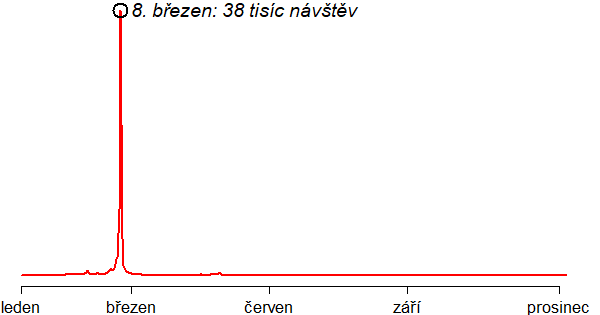 8. březen: 38 tisíc návštěv
leden březen červen září prosinec